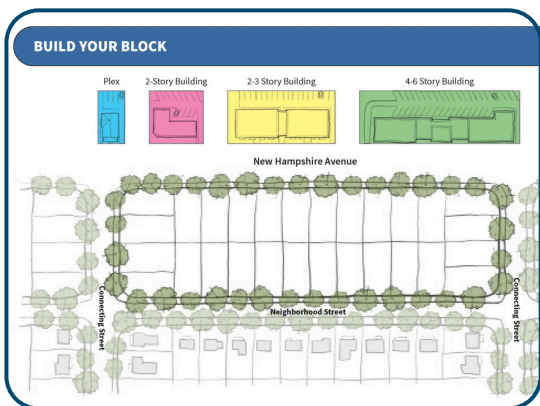 BUILD YOUR BLOCK
Plex
2-Story Building
2-3 Story Building
4-6 Story Building
New Hampshire Avenue
Connecting Street
Neighborhood Street
Connecting Street